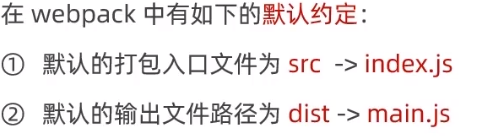 在 webpack 中有如下的默认约定：
① 默认的打包入口文件为 src -> index.js
② 默认的输出文件路径为 dist -> main.js